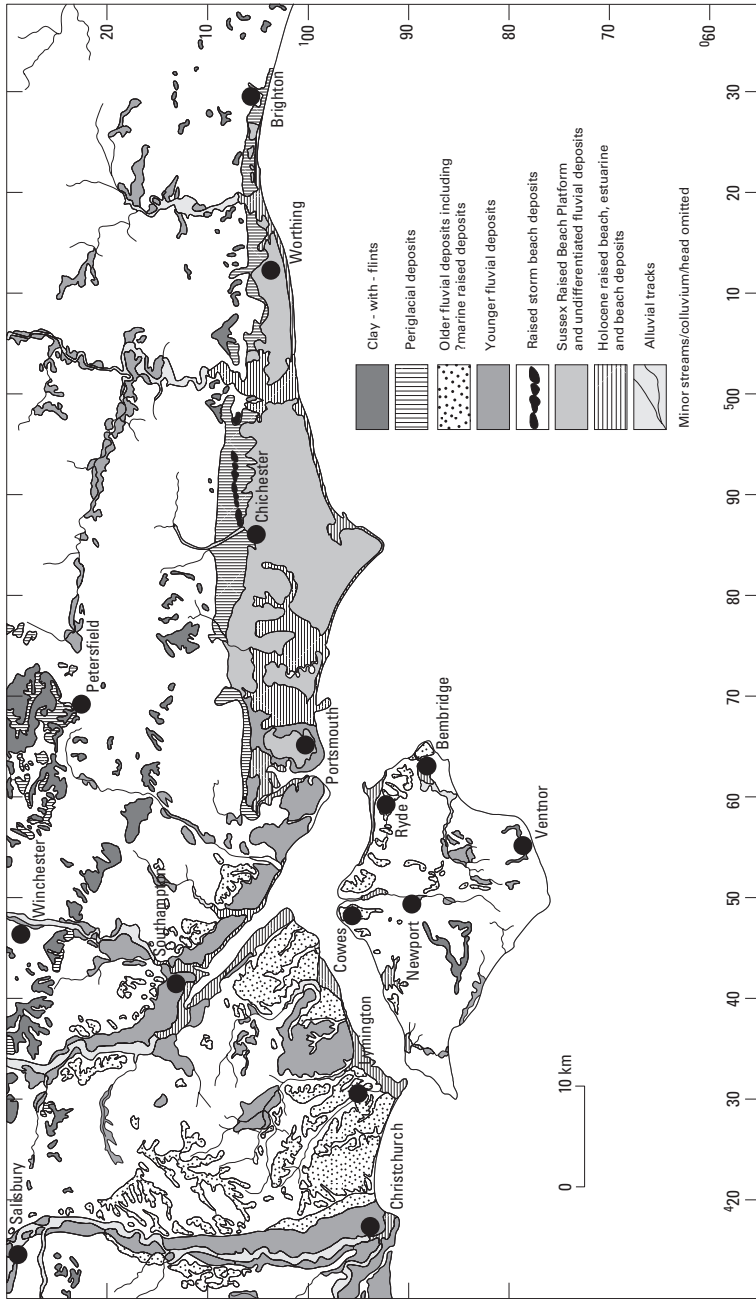 Salisbury
Winchester
Petersfield
20
Southampton
10
Chichester
Worthing
Brighton
¹00
Portsmouth
Christchurch
Lymington
Cowes
Ryde
Bembridge
Newport
Ventnor
90
80
70
⁰60
0 10 km
Clay - with - flints
Periglacial deposits
Older fluvial deposits including
?marine raised deposits
Younger fluvial deposits
Raised storm beach deposits
Sussex Raised Beach Platform
and undifferentiated fluvial deposits
Holocene raised beach, estuarine
and beach deposits
Alluvial tracks
Minor streams/colluvium/head omitted
⁴20 30 40 50 60 70 80 90 ⁵00 10 20 30